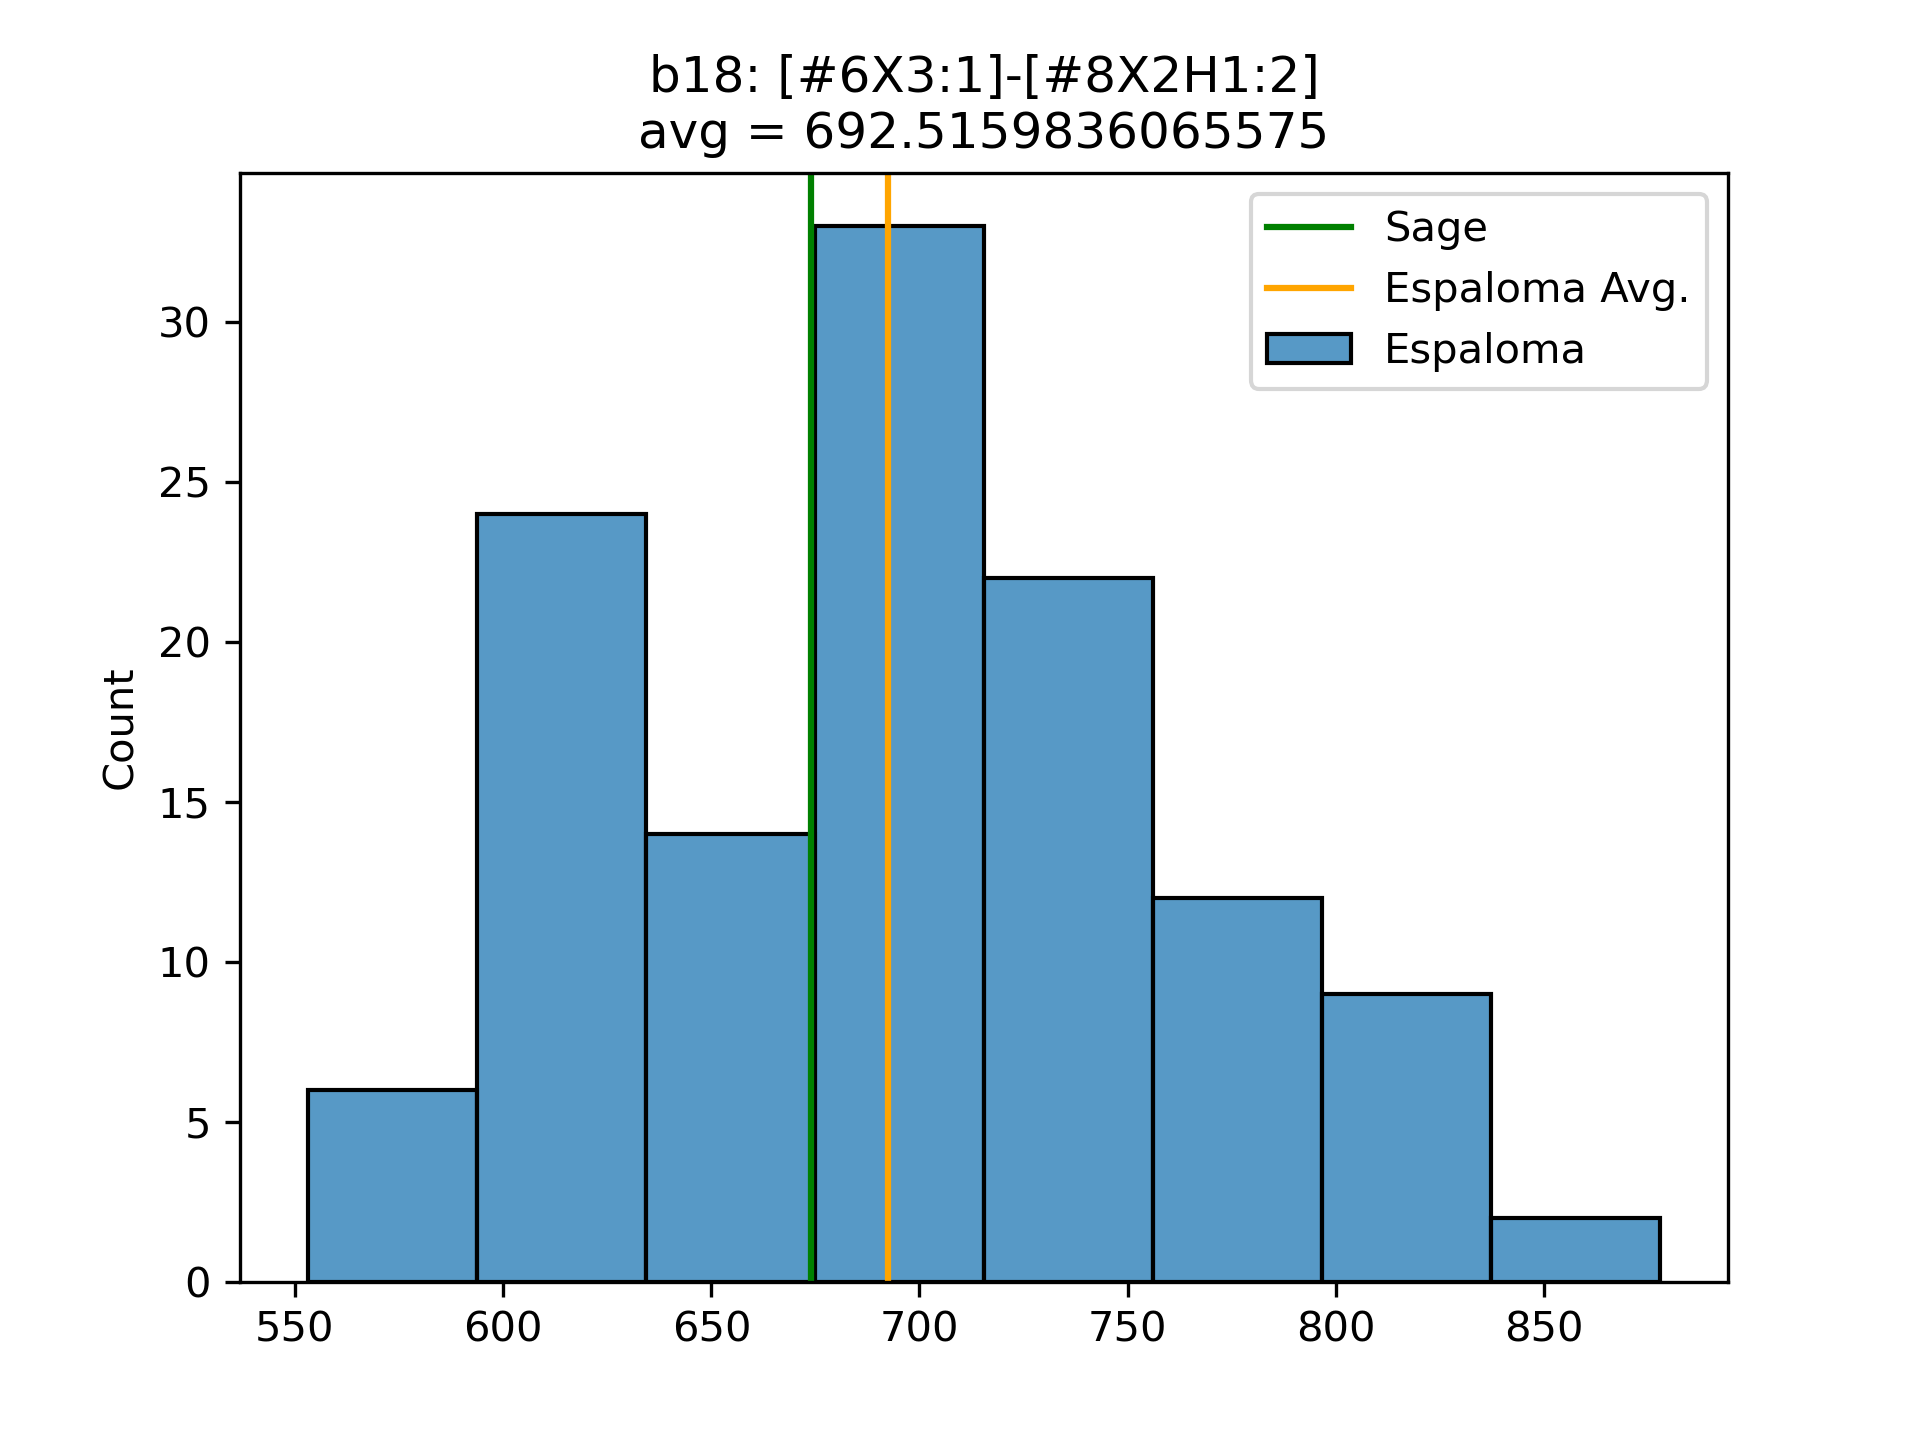 b18: [#6X3:1]-[#8X2H1:2]
avg = 692.5159836065575
Sage
Espaloma Avg.
Espaloma
30
25
20
15
10
5
0
Count
550 600 650 700 750 800 850